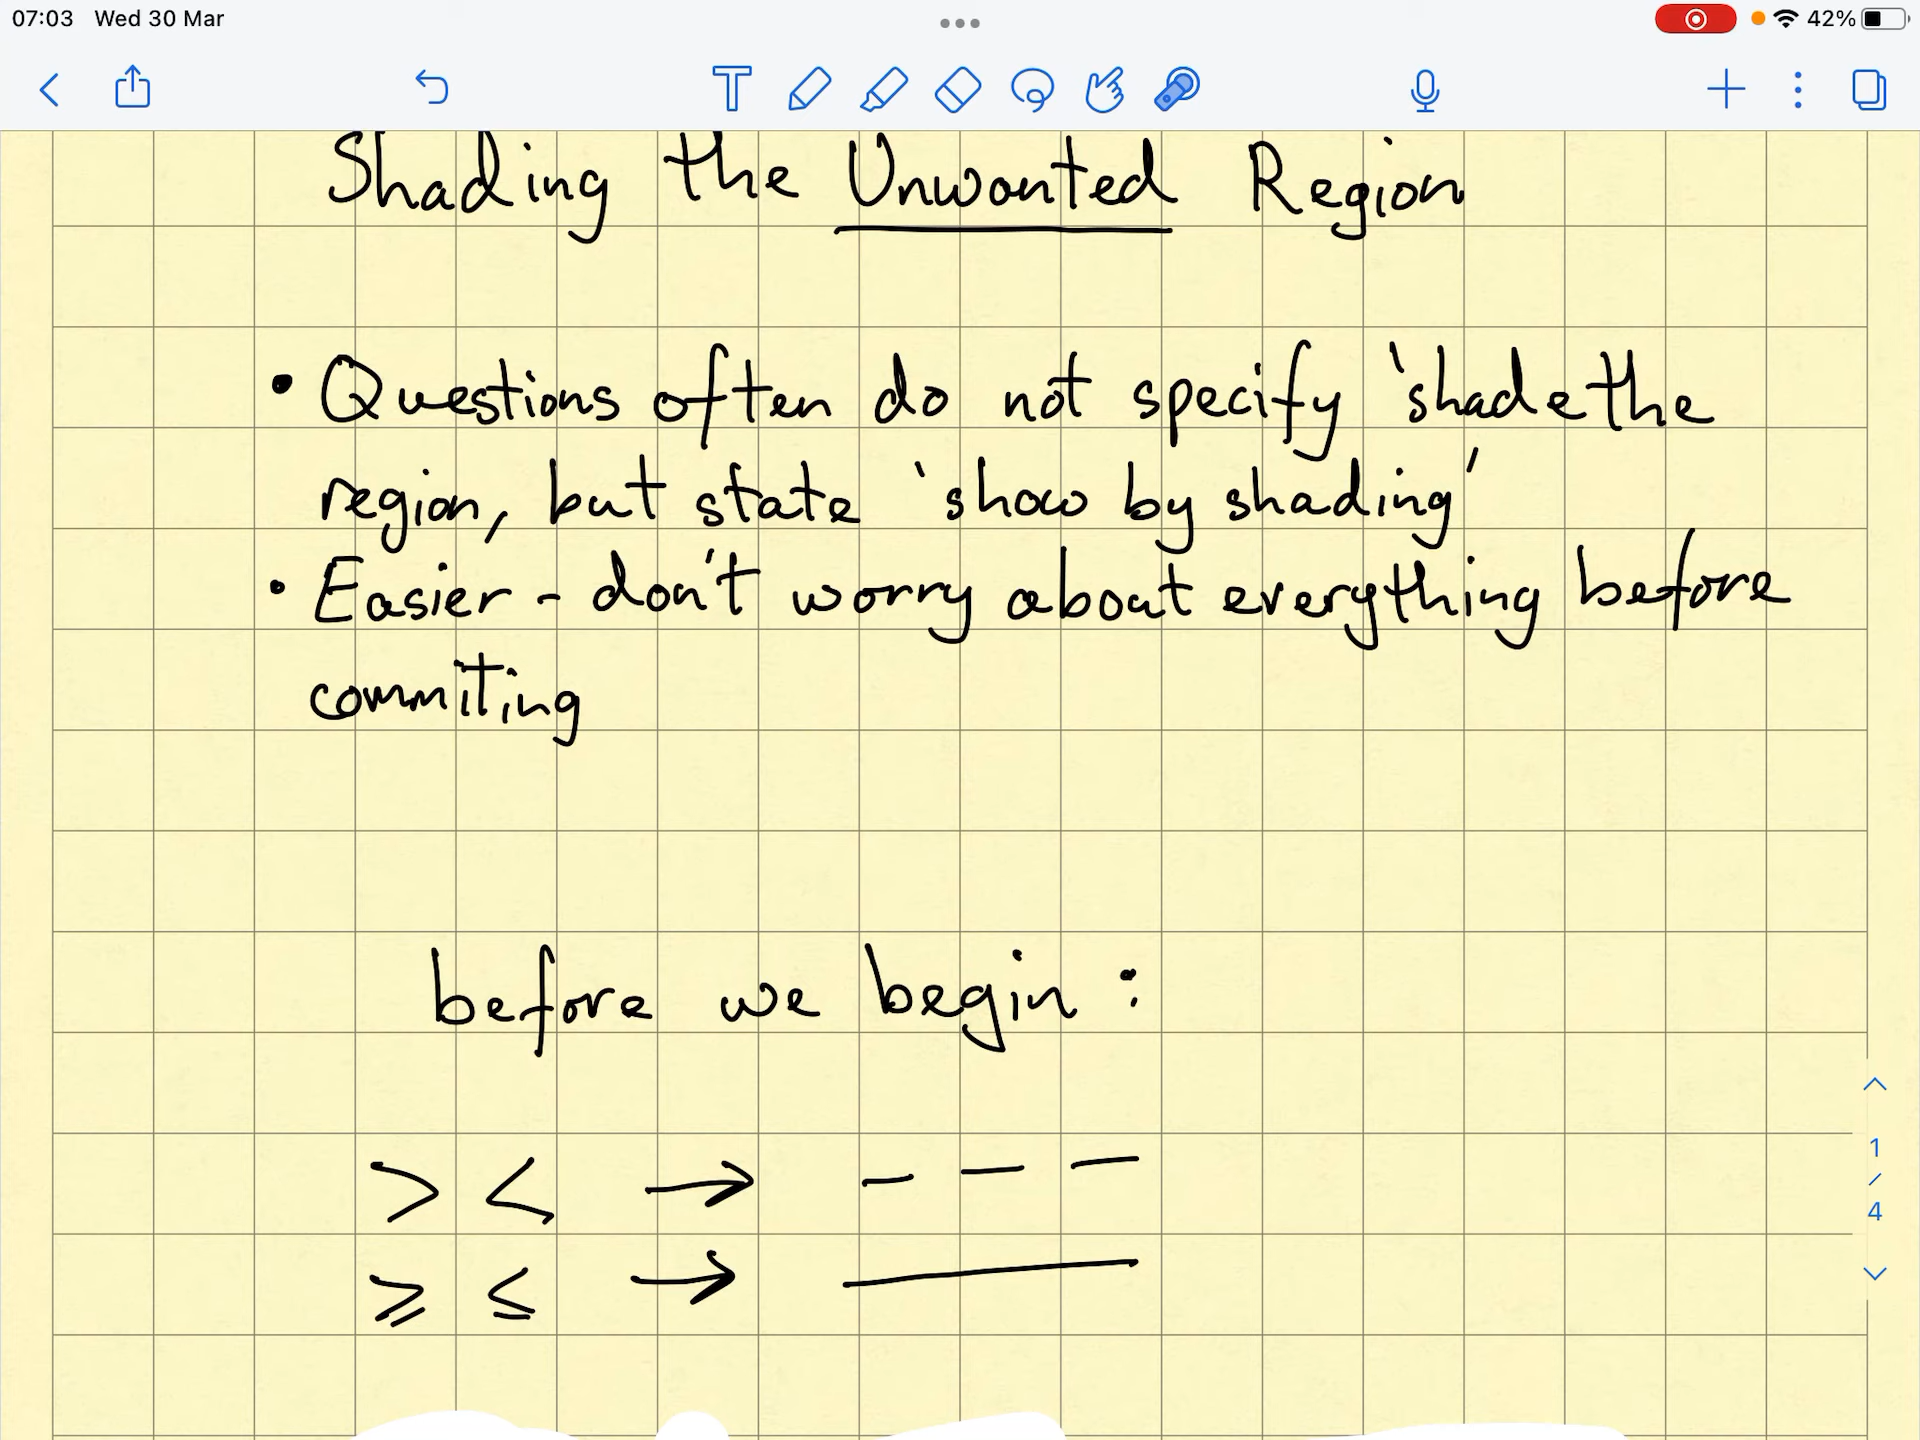 07:03 Wed 30 Mar
42%
Shading the Unwanted Region
• Questions often do not specify 'shade the
region, but state 'show by shading'
• Easier - don't worry about everything before
commiting
before we begin :
> < → – – –
⩾ ≤ → —
1
/
4